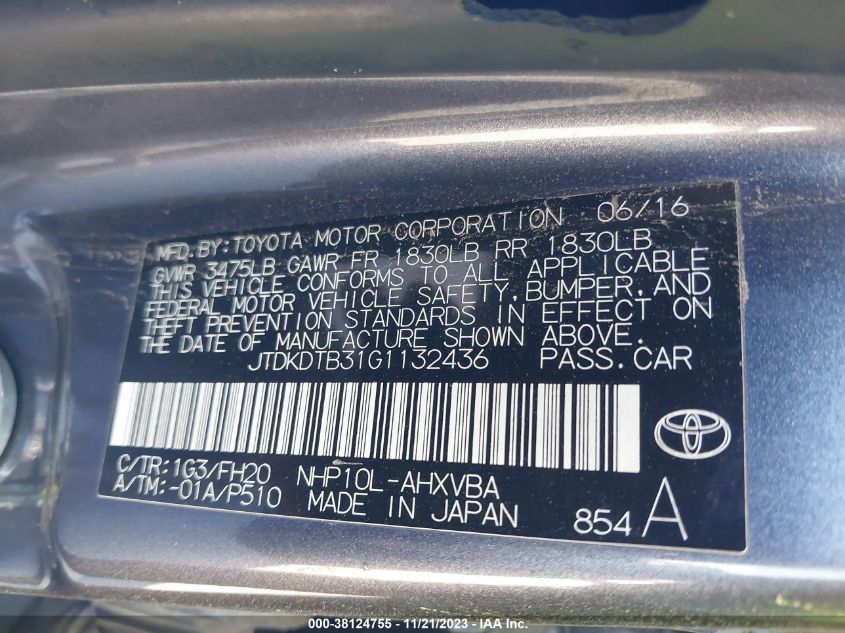 MFD. BY: TOYOTA MOTOR CORPORATION 06/16
GVWR 3475LB GAWR FR 1830LB RR 1830LB
THIS VEHICLE CONFORMS TO ALL APPLICABLE
FEDERAL MOTOR VEHICLE SAFETY, BUMPER, AND
THEFT PREVENTION STANDARDS IN EFFECT ON
THE DATE OF MANUFACTURE SHOWN ABOVE.
JTDKDTB31G1132436 PASS. CAR
C/TR: 1G3/FH20 NHP10L-AHXVBA
A/TM: -01A/P510 MADE IN JAPAN 854 A
000-38124755 - 11/21/2023 - IAA Inc.